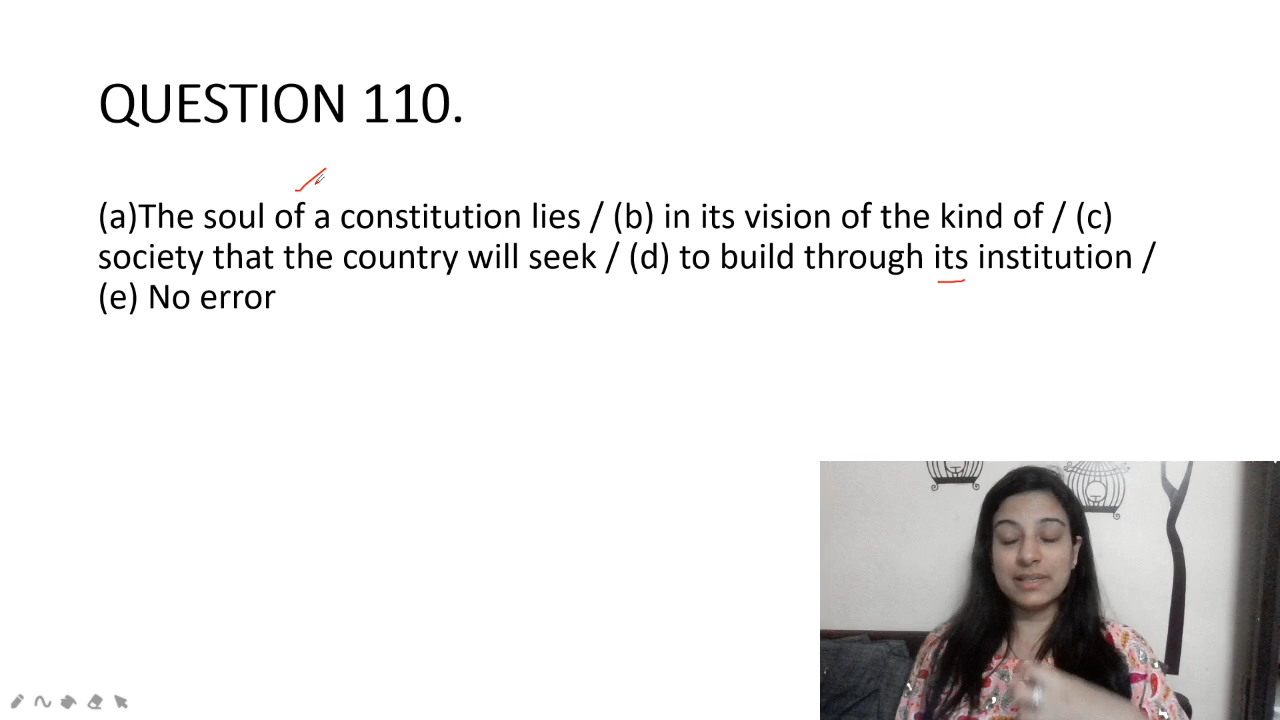 QUESTION 110.
(a)The soul of a constitution lies / (b) in its vision of the kind of / (c)
society that the country will seek / (d) to build through its institution /
(e) No error